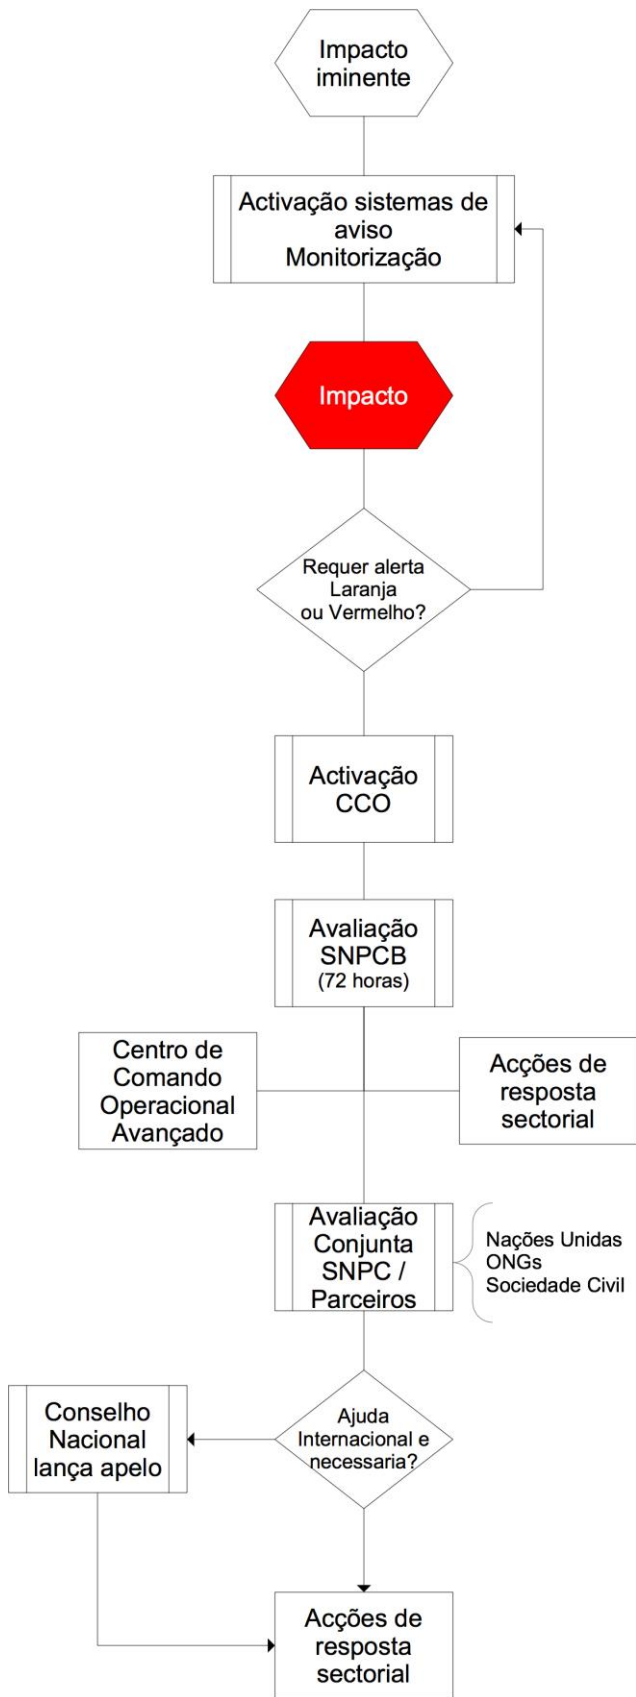 Impacto
iminente
Activação sistemas de
aviso
Monitorização
Impacto
Requer alerta
Laranja
ou Vermelho?
Activação
CCO
Avaliação
SNPCB
(72 horas)
Centro de
Comando
Operacional
Avançado
Acções de
resposta
sectorial
Avaliação
Conjunta
SNPC /
Parceiros
Nações Unidas
ONGs
Sociedade Civil
Conselho
Nacional
lança apelo
Ajuda
Internacional e
necessaria?
Acções de
resposta
sectorial